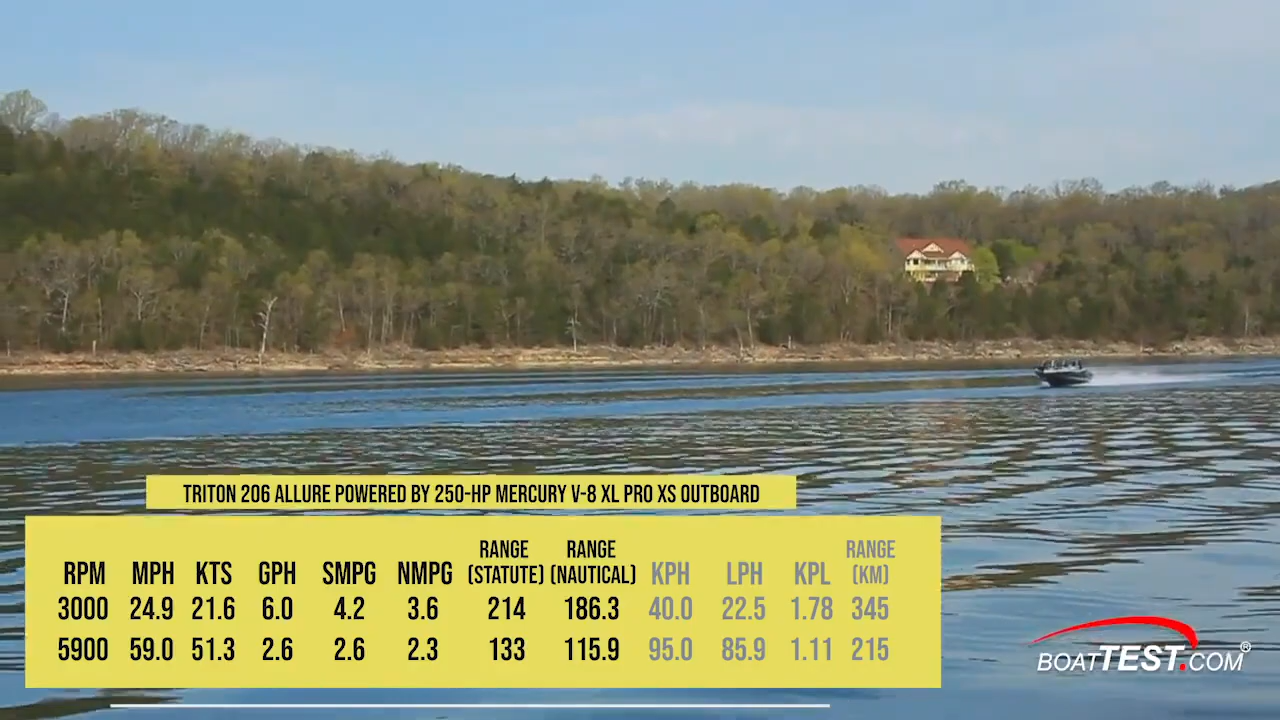 TRITON 206 ALLURE POWERED BY 250-HP MERCURY V-8 XL PRO XS OUTBOARD
RPM MPH KTS GPH SMPG NMPG RANGE (STATUTE) RANGE (NAUTICAL) KPH LPH KPL RANGE (KM)
3000 24.9 21.6 6.0 4.2 3.6 214 186.3 40.0 22.5 1.78 345
5900 59.0 51.3 2.6 2.6 2.3 133 115.9 95.0 85.9 1.11 215
BOATTEST.COM®